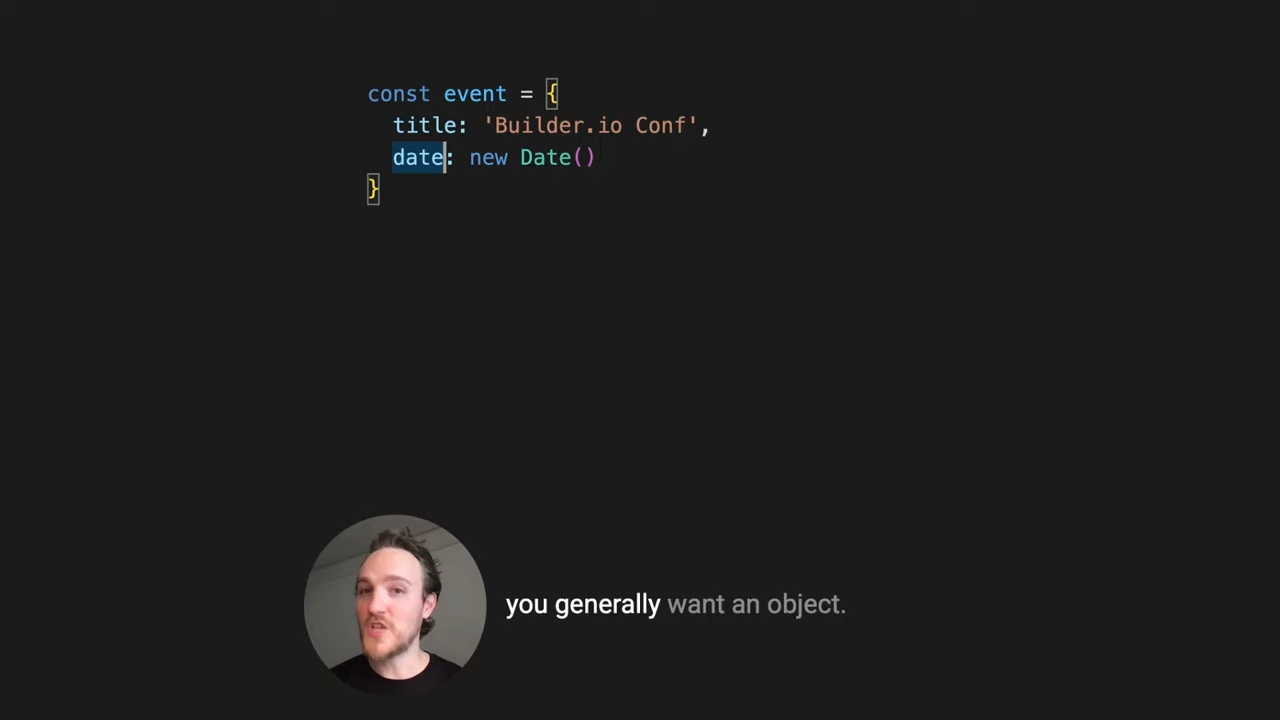 const event = {
  title: 'Builder.io Conf',
  date: new Date()
}
you generally want an object.